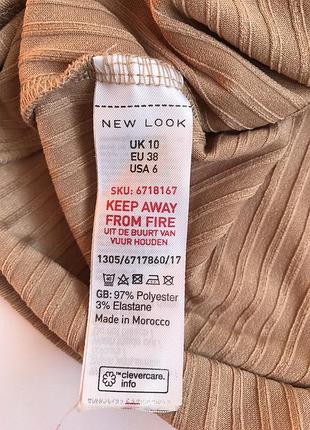 NEW LOOK
UK 10
EU 38
USA 6
SKU: 6718167
KEEP AWAY
FROM FIRE
UIT DE BUURT VAN
VUUR HOUDEN
1305/6717860/17
GB: 97% Polyester
3% Elastane
Made in Morocco
™clevercare.
info